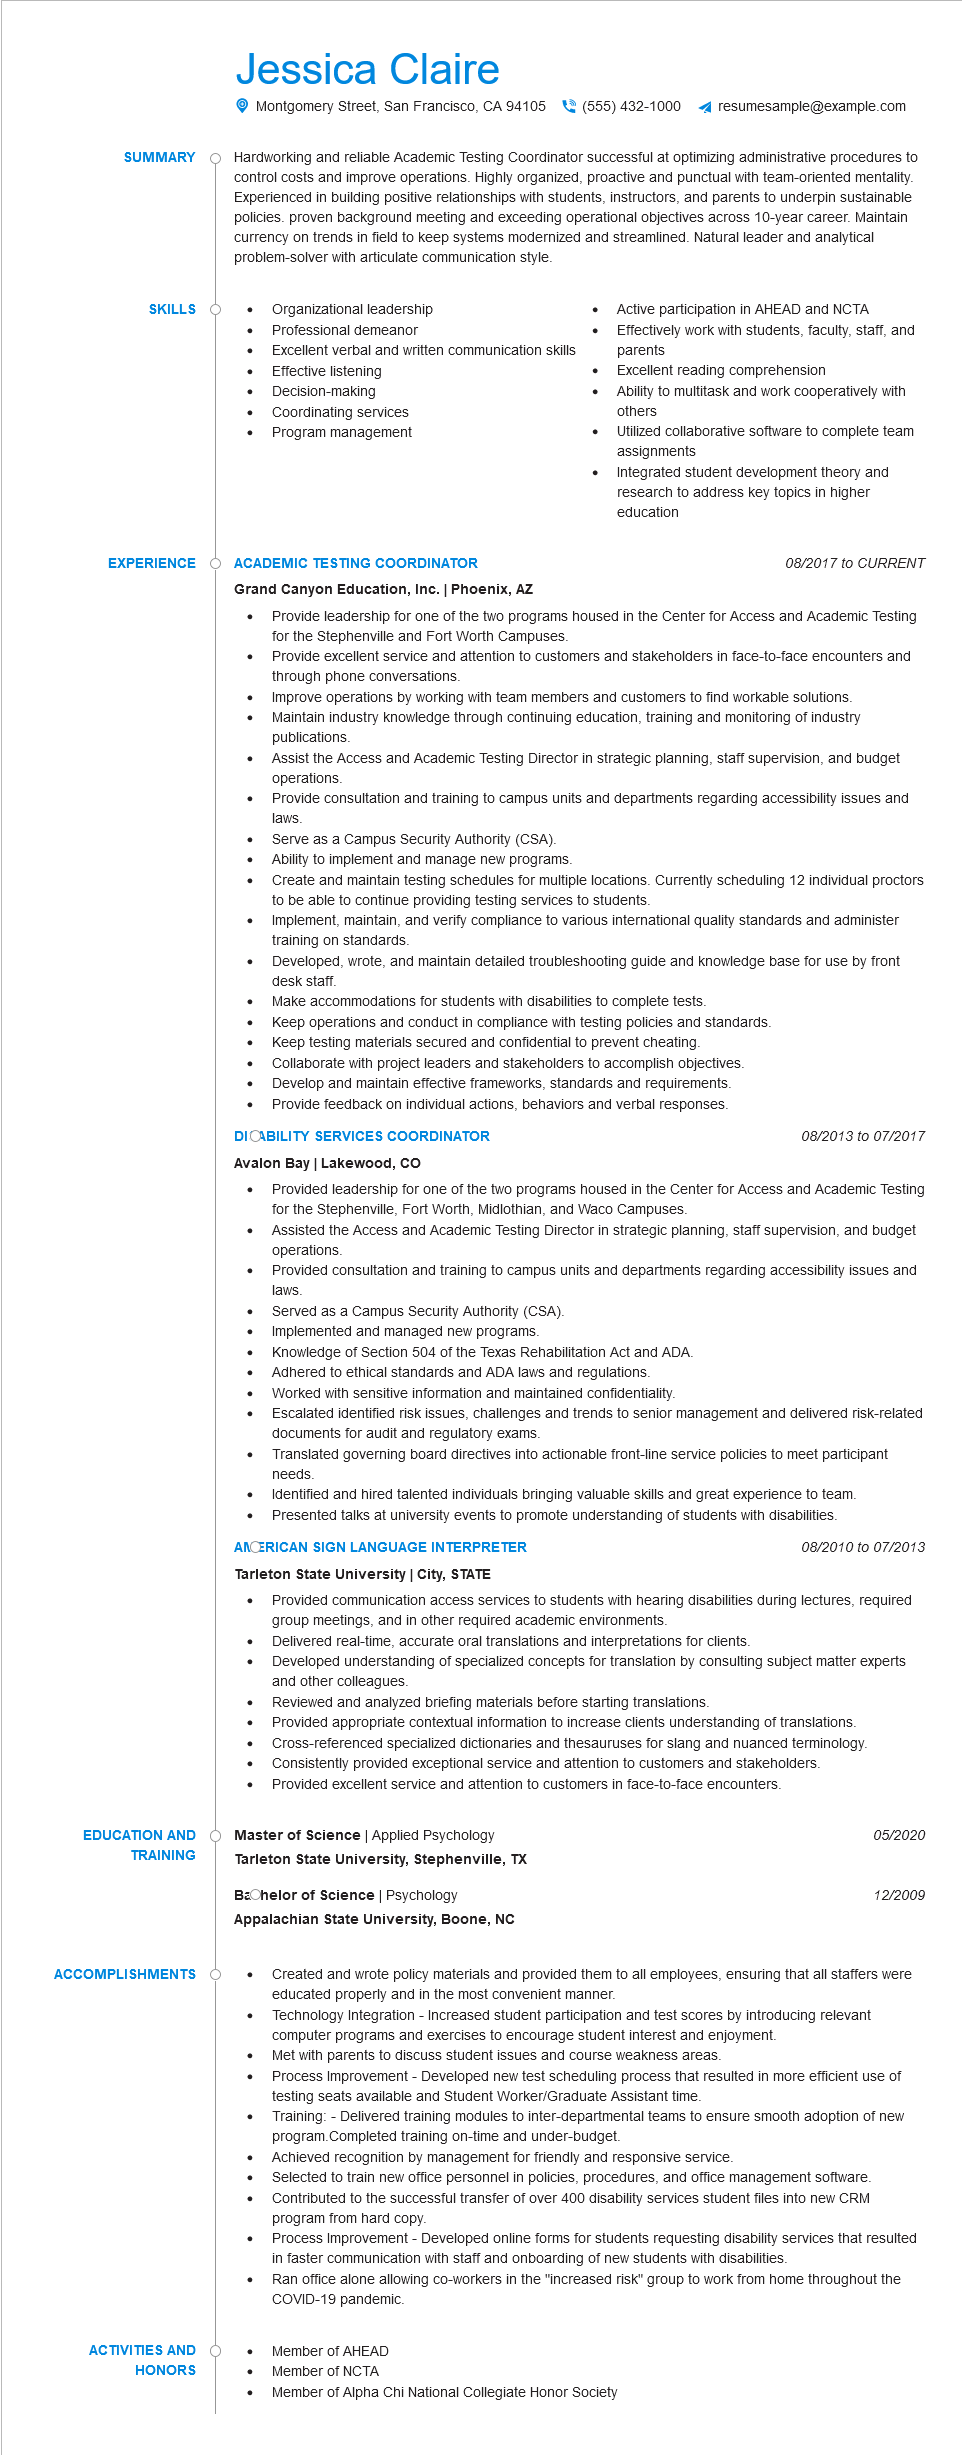 Jessica Claire
Montgomery Street, San Francisco, CA 94105 (555) 432-1000 resumesample@example.com
SUMMARY
Hardworking and reliable Academic Testing Coordinator successful at optimizing administrative procedures to
control costs and improve operations. Highly organized, proactive and punctual with team-oriented mentality.
Experienced in building positive relationships with students, instructors, and parents to underpin sustainable
policies. proven background meeting and exceeding operational objectives across 10-year career. Maintain
currency on trends in field to keep systems modernized and streamlined. Natural leader and analytical
problem-solver with articulate communication style.
SKILLS
• Organizational leadership
• Professional demeanor
• Excellent verbal and written communication skills
• Effective listening
• Decision-making
• Coordinating services
• Program management
• Active participation in AHEAD and NCTA
• Effectively work with students, faculty, staff, and
parents
• Excellent reading comprehension
• Ability to multitask and work cooperatively with
others
• Utilized collaborative software to complete team
assignments
• Integrated student development theory and
research to address key topics in higher
education
EXPERIENCE
ACADEMIC TESTING COORDINATOR 08/2017 to CURRENT
Grand Canyon Education, Inc. | Phoenix, AZ
• Provide leadership for one of the two programs housed in the Center for Access and Academic Testing
for the Stephenville and Fort Worth Campuses.
• Provide excellent service and attention to customers and stakeholders in face-to-face encounters and
through phone conversations.
• Improve operations by working with team members and customers to find workable solutions.
• Maintain industry knowledge through continuing education, training and monitoring of industry
publications.
• Assist the Access and Academic Testing Director in strategic planning, staff supervision, and budget
operations.
• Provide consultation and training to campus units and departments regarding accessibility issues and
laws.
• Serve as a Campus Security Authority (CSA).
• Ability to implement and manage new programs.
• Create and maintain testing schedules for multiple locations. Currently scheduling 12 individual proctors
to be able to continue providing testing services to students.
• Implement, maintain, and verify compliance to various international quality standards and administer
training on standards.
• Developed, wrote, and maintain detailed troubleshooting guide and knowledge base for use by front
desk staff.
• Make accommodations for students with disabilities to complete tests.
• Keep operations and conduct in compliance with testing policies and standards.
• Keep testing materials secured and confidential to prevent cheating.
• Collaborate with project leaders and stakeholders to accomplish objectives.
• Develop and maintain effective frameworks, standards and requirements.
• Provide feedback on individual actions, behaviors and verbal responses.
DISABILITY SERVICES COORDINATOR 08/2013 to 07/2017
Avalon Bay | Lakewood, CO
• Provided leadership for one of the two programs housed in the Center for Access and Academic Testing
for the Stephenville, Fort Worth, Midlothian, and Waco Campuses.
• Assisted the Access and Academic Testing Director in strategic planning, staff supervision, and budget
operations.
• Provided consultation and training to campus units and departments regarding accessibility issues and
laws.
• Served as a Campus Security Authority (CSA).
• Implemented and managed new programs.
• Knowledge of Section 504 of the Texas Rehabilitation Act and ADA.
• Adhered to ethical standards and ADA laws and regulations.
• Worked with sensitive information and maintained confidentiality.
• Escalated identified risk issues, challenges and trends to senior management and delivered risk-related
documents for audit and regulatory exams.
• Translated governing board directives into actionable front-line service policies to meet participant
needs.
• Identified and hired talented individuals bringing valuable skills and great experience to team.
• Presented talks at university events to promote understanding of students with disabilities.
AMERICAN SIGN LANGUAGE INTERPRETER 08/2010 to 07/2013
Tarleton State University | City, STATE
• Provided communication access services to students with hearing disabilities during lectures, required
group meetings, and in other required academic environments.
• Delivered real-time, accurate oral translations and interpretations for clients.
• Developed understanding of specialized concepts for translation by consulting subject matter experts
and other colleagues.
• Reviewed and analyzed briefing materials before starting translations.
• Provided appropriate contextual information to increase clients understanding of translations.
• Cross-referenced specialized dictionaries and thesauruses for slang and nuanced terminology.
• Consistently provided exceptional service and attention to customers and stakeholders.
• Provided excellent service and attention to customers in face-to-face encounters.
EDUCATION AND
TRAINING
Master of Science | Applied Psychology 05/2020
Tarleton State University, Stephenville, TX
Bachelor of Science | Psychology 12/2009
Appalachian State University, Boone, NC
ACCOMPLISHMENTS
• Created and wrote policy materials and provided them to all employees, ensuring that all staffers were
educated properly and in the most convenient manner.
• Technology Integration - Increased student participation and test scores by introducing relevant
computer programs and exercises to encourage student interest and enjoyment.
• Met with parents to discuss student issues and course weakness areas.
• Process Improvement - Developed new test scheduling process that resulted in more efficient use of
testing seats available and Student Worker/Graduate Assistant time.
• Training: - Delivered training modules to inter-departmental teams to ensure smooth adoption of new
program.Completed training on-time and under-budget.
• Achieved recognition by management for friendly and responsive service.
• Selected to train new office personnel in policies, procedures, and office management software.
• Contributed to the successful transfer of over 400 disability services student files into new CRM
program from hard copy.
• Process Improvement - Developed online forms for students requesting disability services that resulted
in faster communication with staff and onboarding of new students with disabilities.
• Ran office alone allowing co-workers in the "increased risk" group to work from home throughout the
COVID-19 pandemic.
ACTIVITIES AND
HONORS
• Member of AHEAD
• Member of NCTA
• Member of Alpha Chi National Collegiate Honor Society